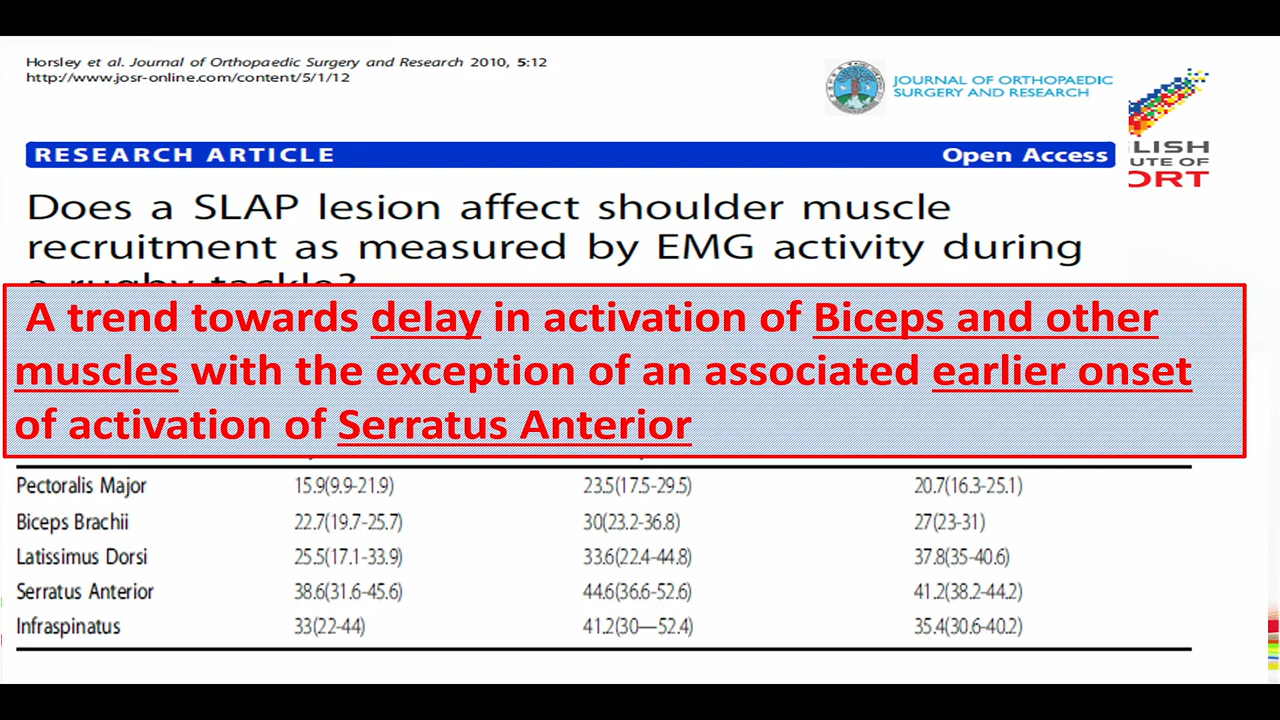 Horsley et al. Journal of Orthopaedic Surgery and Research 2010, 5:12
http://www.josr-online.com/content/5/1/12
JOURNAL OF ORTHOPAEDIC
SURGERY AND RESEARCH
LISH
UTE OF
ORT
RESEARCH ARTICLE Open Access
Does a SLAP lesion affect shoulder muscle
recruitment as measured by EMG activity during
a rugby tackle?
A trend towards delay in activation of Biceps and other
muscles with the exception of an associated earlier onset
of activation of Serratus Anterior
Pectoralis Major 15.9(9.9-21.9) 23.5(17.5-29.5) 20.7(16.3-25.1)
Biceps Brachii 22.7(19.7-25.7) 30(23.2-36.8) 27(23-31)
Latissimus Dorsi 25.5(17.1-33.9) 33.6(22.4-44.8) 37.8(35-40.6)
Serratus Anterior 38.6(31.6-45.6) 44.6(36.6-52.6) 41.2(38.2-44.2)
Infraspinatus 33(22-44) 41.2(30—52.4) 35.4(30.6-40.2)